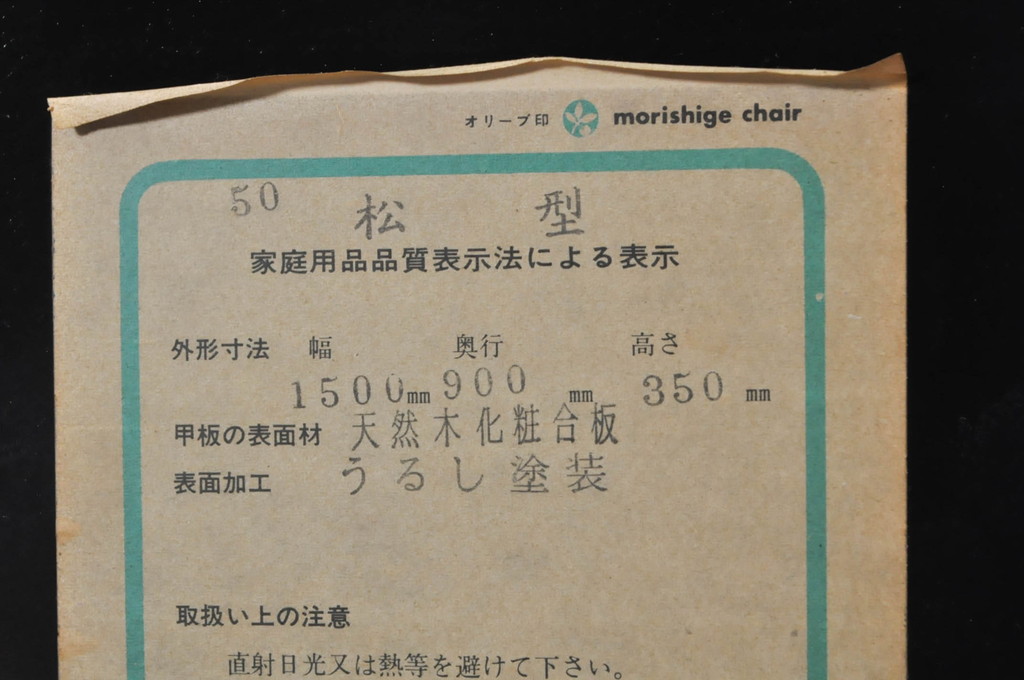 オリーブ印 morishige chair
50 松 型
家庭用品品質表示法による表示
外形寸法 幅 奥行 高さ
1500mm 900 mm 350 mm
甲板の表面材 天然木化粧合板
表面加工 うるし塗装
取扱い上の注意
直射日光又は熱等を避けて下さい。